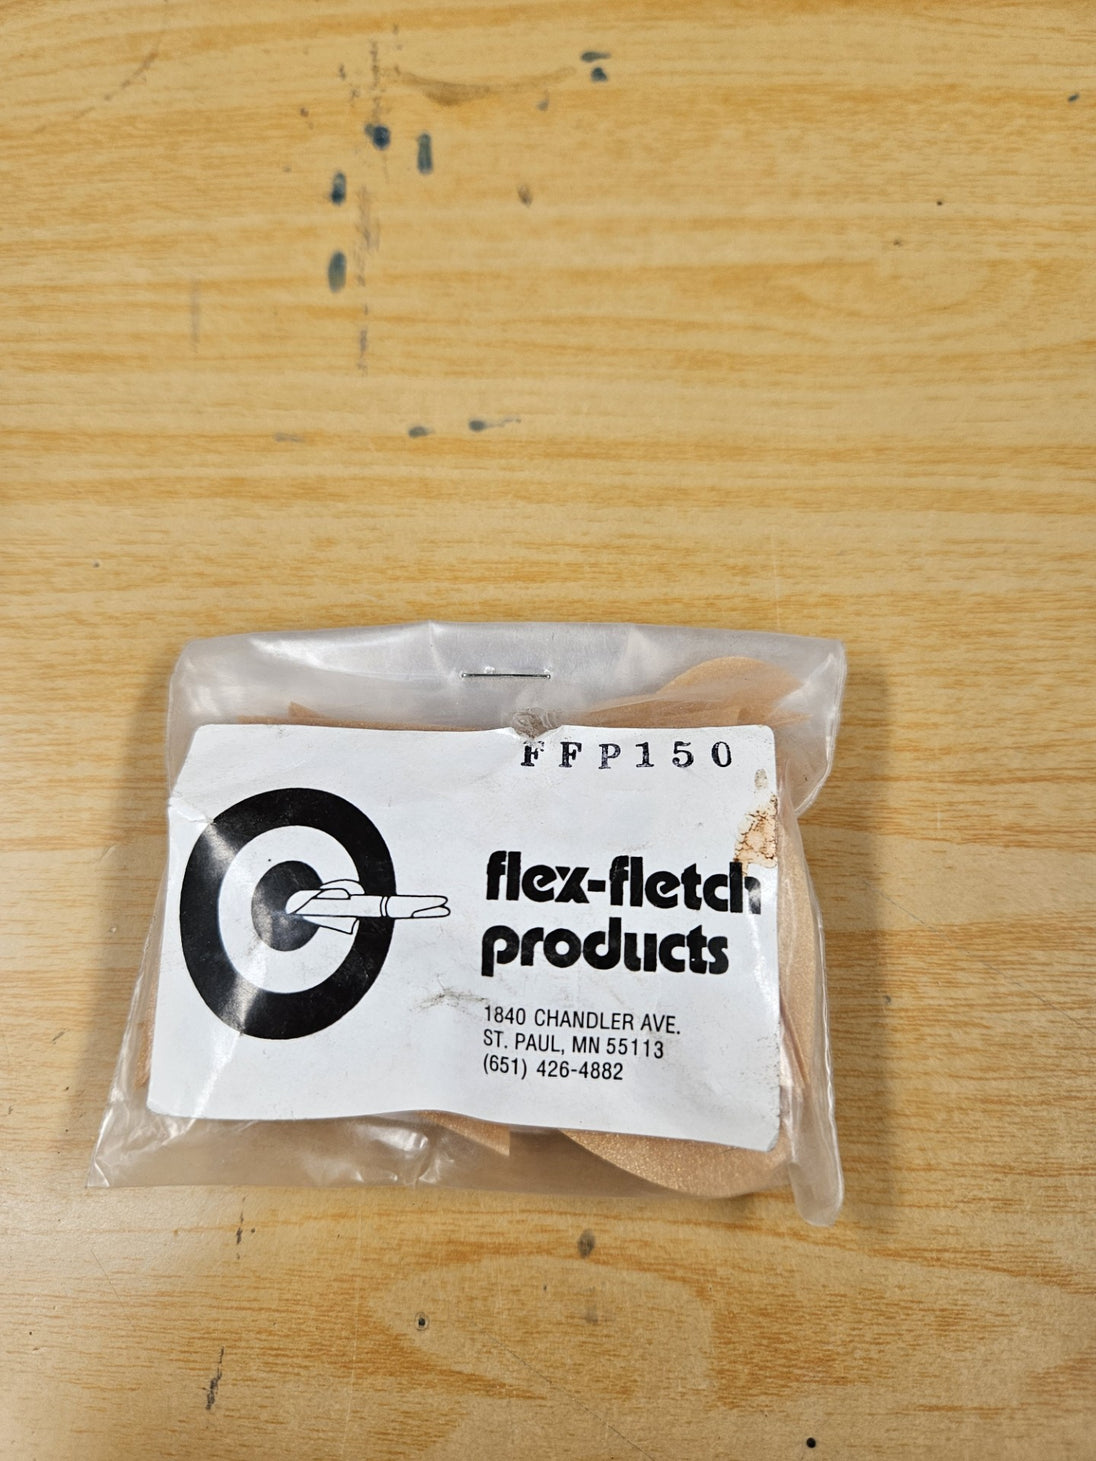 FFP150
flex-fletch
products
1840 CHANDLER AVE.
ST. PAUL, MN 55113
(651) 426-4882